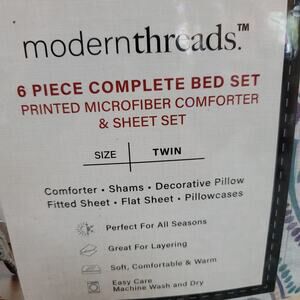 modernthreads.™
6 PIECE COMPLETE BED SET
PRINTED MICROFIBER COMFORTER
& SHEET SET
SIZE | TWIN
Comforter • Shams • Decorative Pillow
Fitted Sheet • Flat Sheet • Pillowcases
Perfect For All Seasons
Great For Layering
Soft, Comfortable & Warm
Easy Care
Machine Wash and Dry